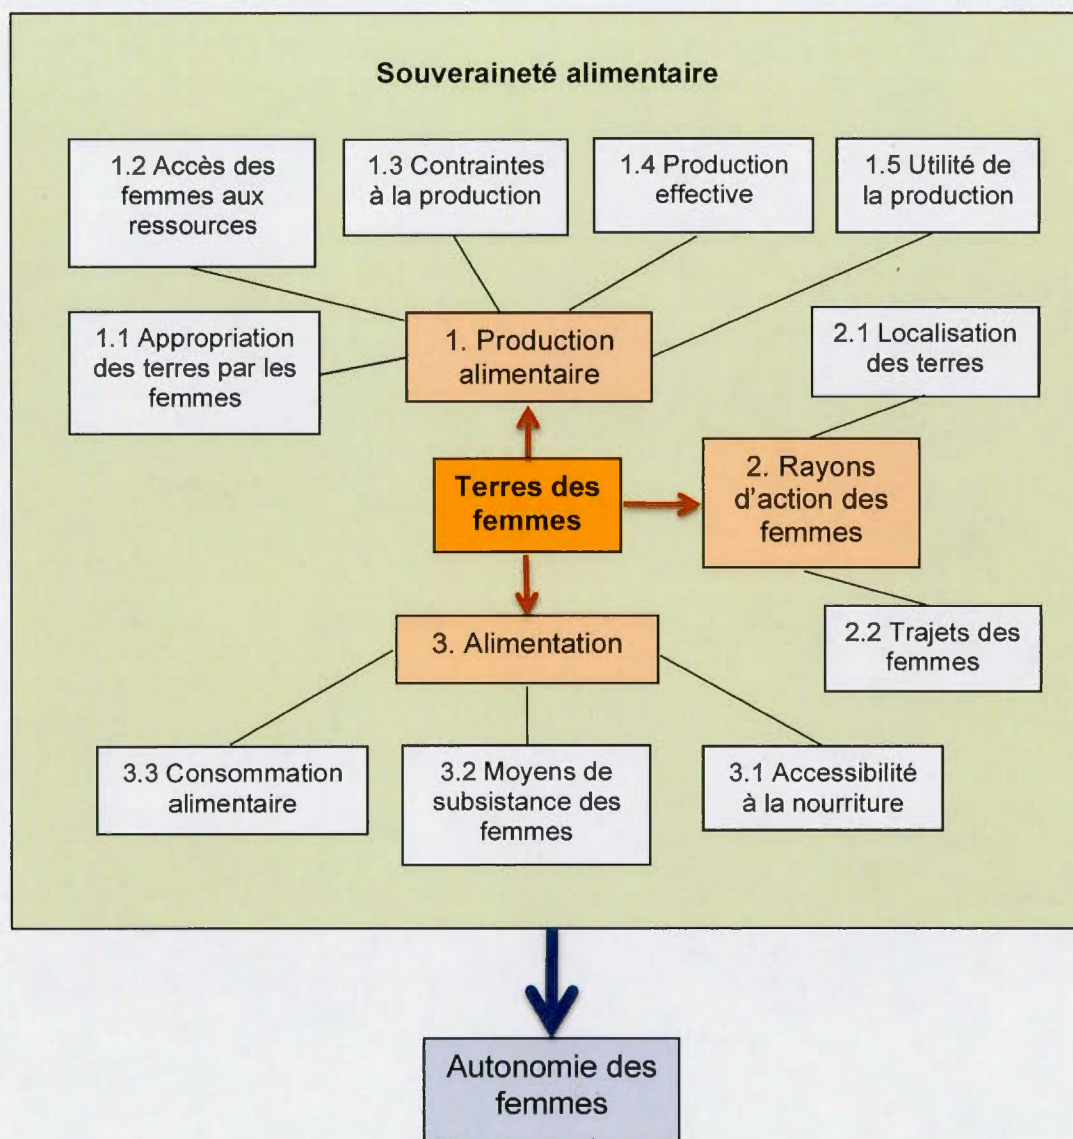 Souveraineté alimentaire
1.2 Accès des
femmes aux
ressources
1.3 Contraintes
à la production
1.4 Production
effective
1.5 Utilité de
la production
1.1 Appropriation
des terres par les
femmes
1. Production
alimentaire
2.1 Localisation
des terres
Terres des
femmes
2. Rayons
d'action des
femmes
3. Alimentation
2.2 Trajets des
femmes
3.3 Consommation
alimentaire
3.2 Moyens de
subsistance des
femmes
3.1 Accessibilité
à la nourriture
Autonomie des
femmes